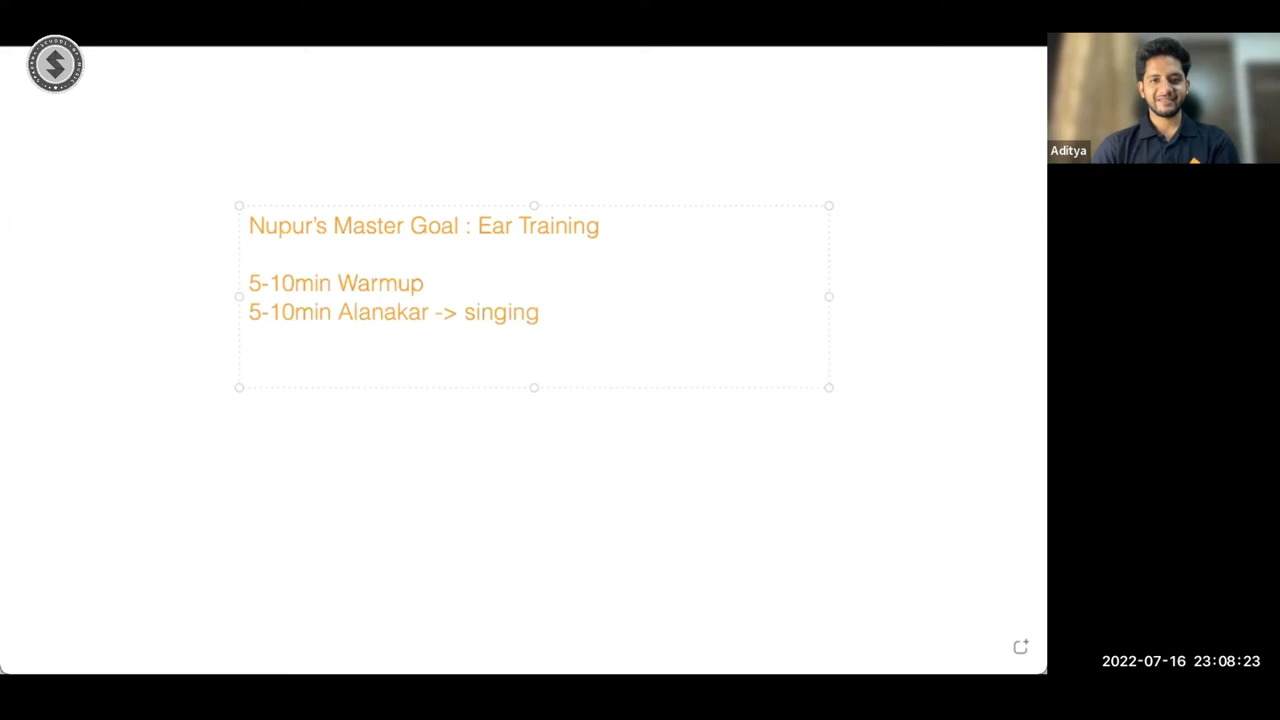 Nupur's Master Goal : Ear Training
5-10min Warmup
5-10min Alanakar -> singing
Aditya
2022-07-16 23:08:23